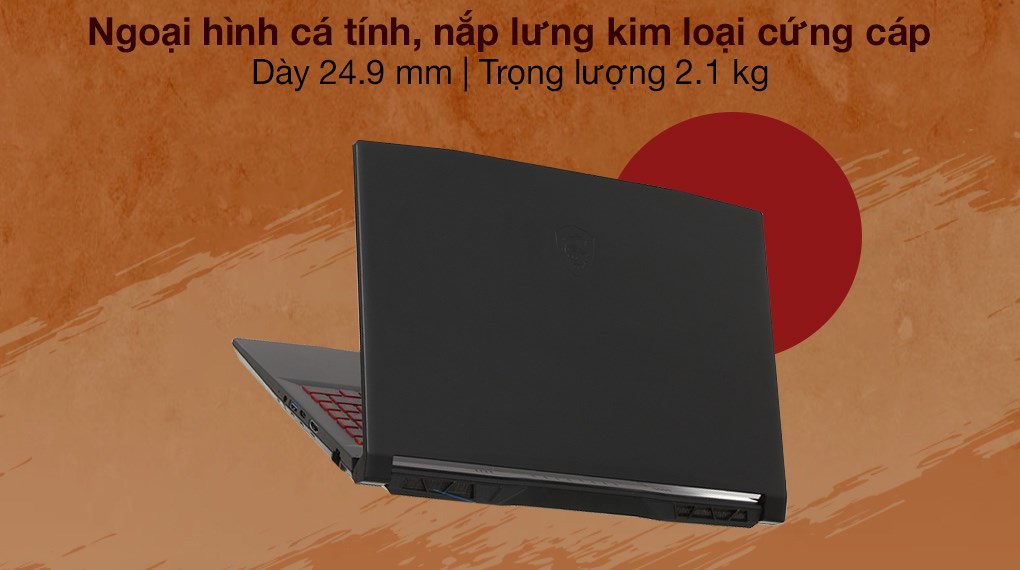 Ngoại hình cá tính, nắp lưng kim loại cứng cáp
Dày 24.9 mm | Trọng lượng 2.1 kg